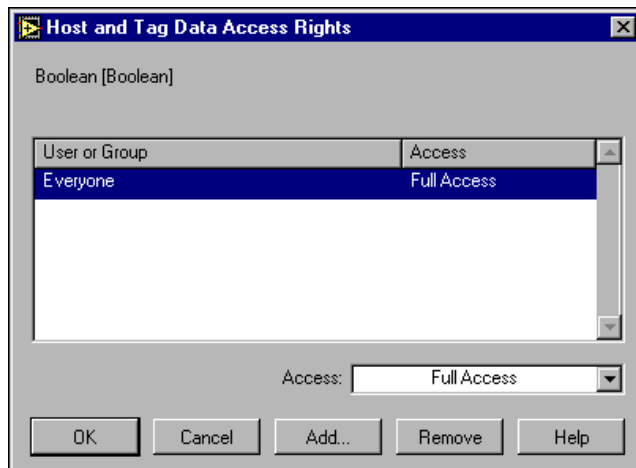 Host and Tag Data Access Rights
Boolean [Boolean]
User or Group Access
Everyone Full Access
Access: Full Access
OK Cancel Add... Remove Help